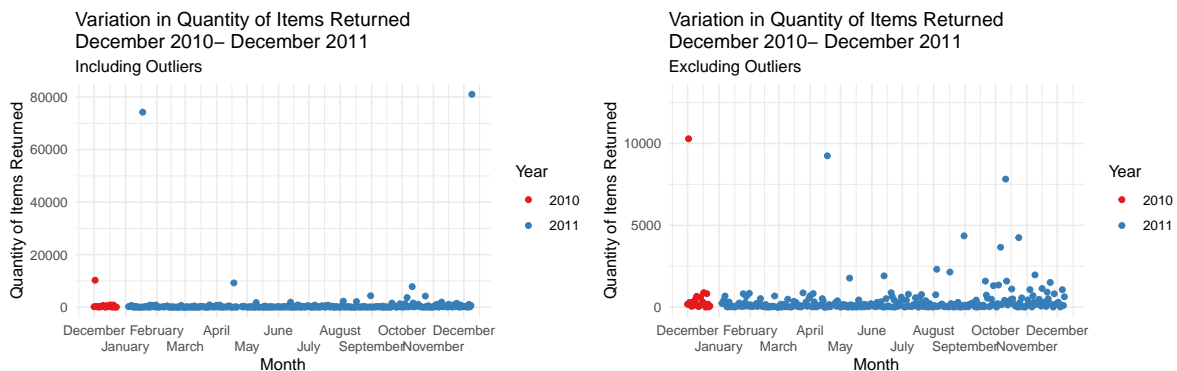 Variation in Quantity of Items Returned
December 2010– December 2011
Including Outliers
80000
60000
40000
20000
0
Quantity of Items Returned
December February April June August October December
January March May July September November
Month
Year
2010
2011
Variation in Quantity of Items Returned
December 2010– December 2011
Excluding Outliers
10000
5000
0
Quantity of Items Returned
December February April June August October December
January March May July September November
Month
Year
2010
2011